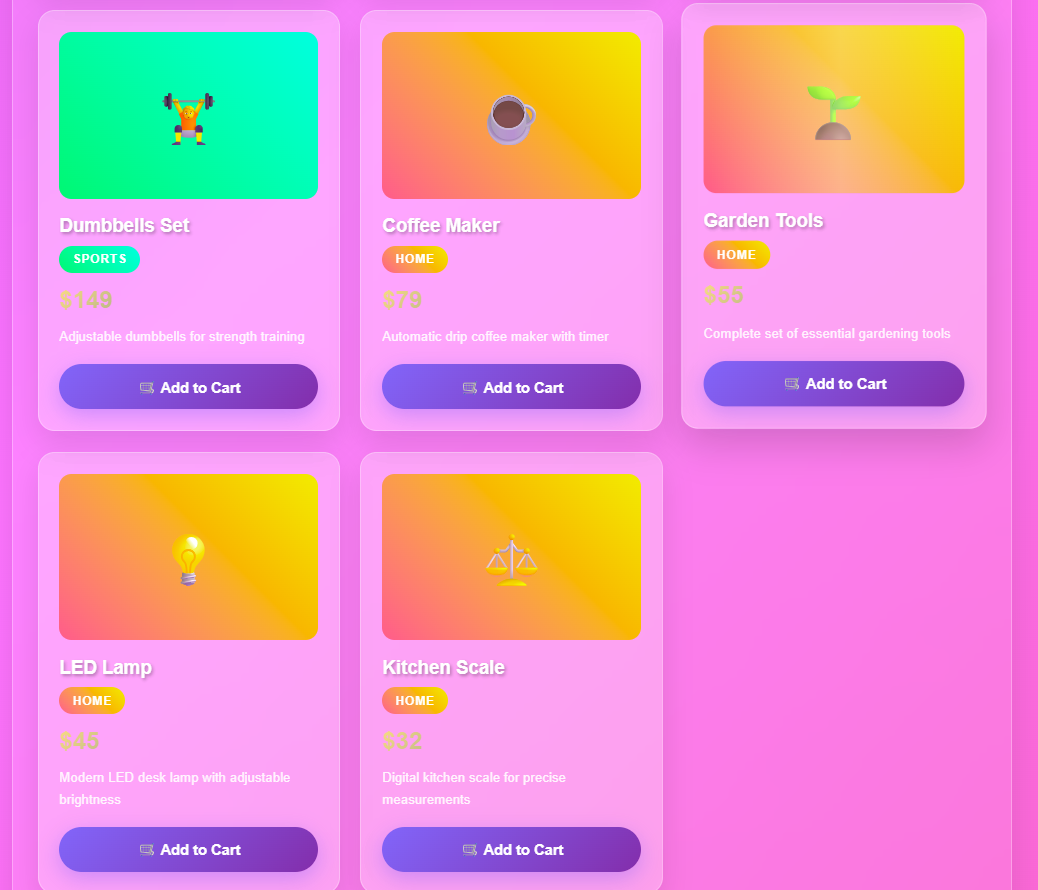 Dumbbells Set
SPORTS
$149
Adjustable dumbbells for strength training
Add to Cart
Coffee Maker
HOME
$79
Automatic drip coffee maker with timer
Add to Cart
Garden Tools
HOME
$55
Complete set of essential gardening tools
Add to Cart
LED Lamp
HOME
$45
Modern LED desk lamp with adjustable
brightness
Add to Cart
Kitchen Scale
HOME
$32
Digital kitchen scale for precise
measurements
Add to Cart